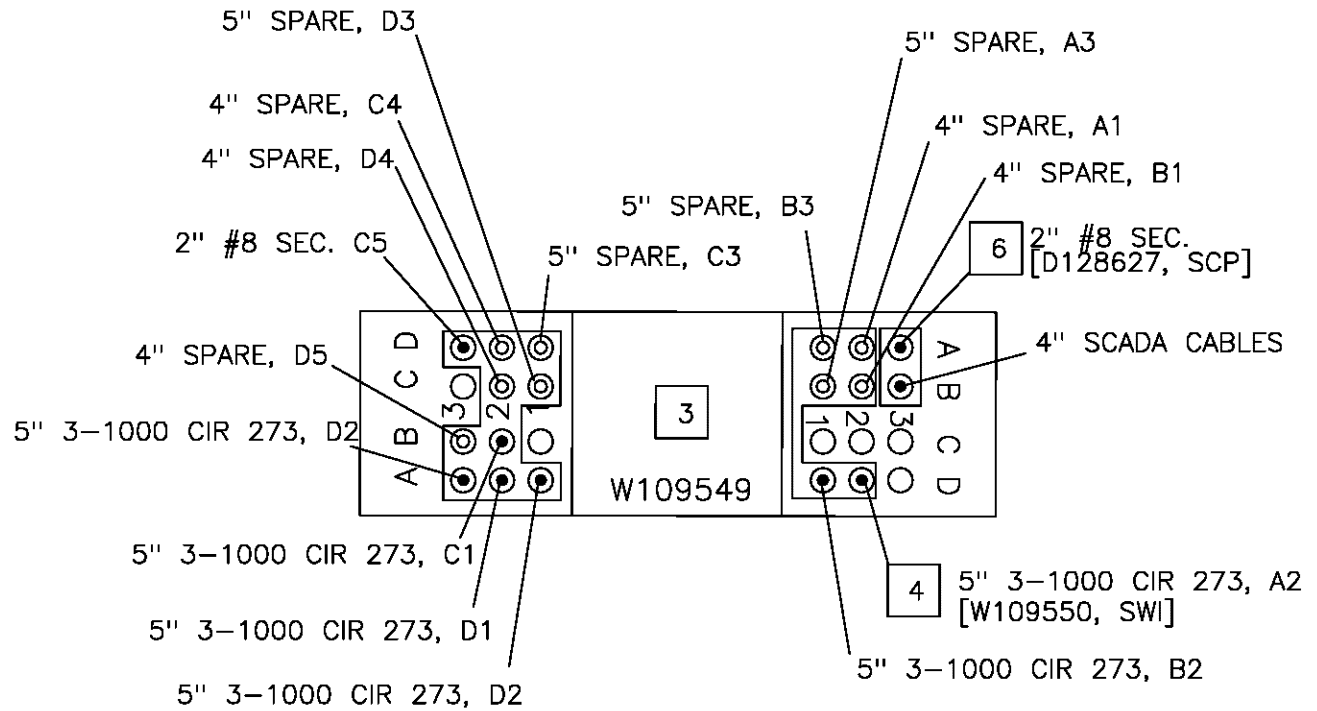 5" SPARE, D3
5" SPARE, A3
4" SPARE, C4
4" SPARE, A1
4" SPARE, D4
4" SPARE, B1
5" SPARE, B3
2" #8 SEC. C5
5" SPARE, C3
6
2" #8 SEC.
[D128627, SCP]
4" SPARE, D5
4" SCADA CABLES
D
C
B
A
3
2
1
3
W109549
1
2
3
A
B
C
D
5" 3-1000 CIR 273, D2
5" 3-1000 CIR 273, C1
5" 3-1000 CIR 273, D1
5" 3-1000 CIR 273, D2
4
5" 3-1000 CIR 273, A2
[W109550, SWI]
5" 3-1000 CIR 273, B2